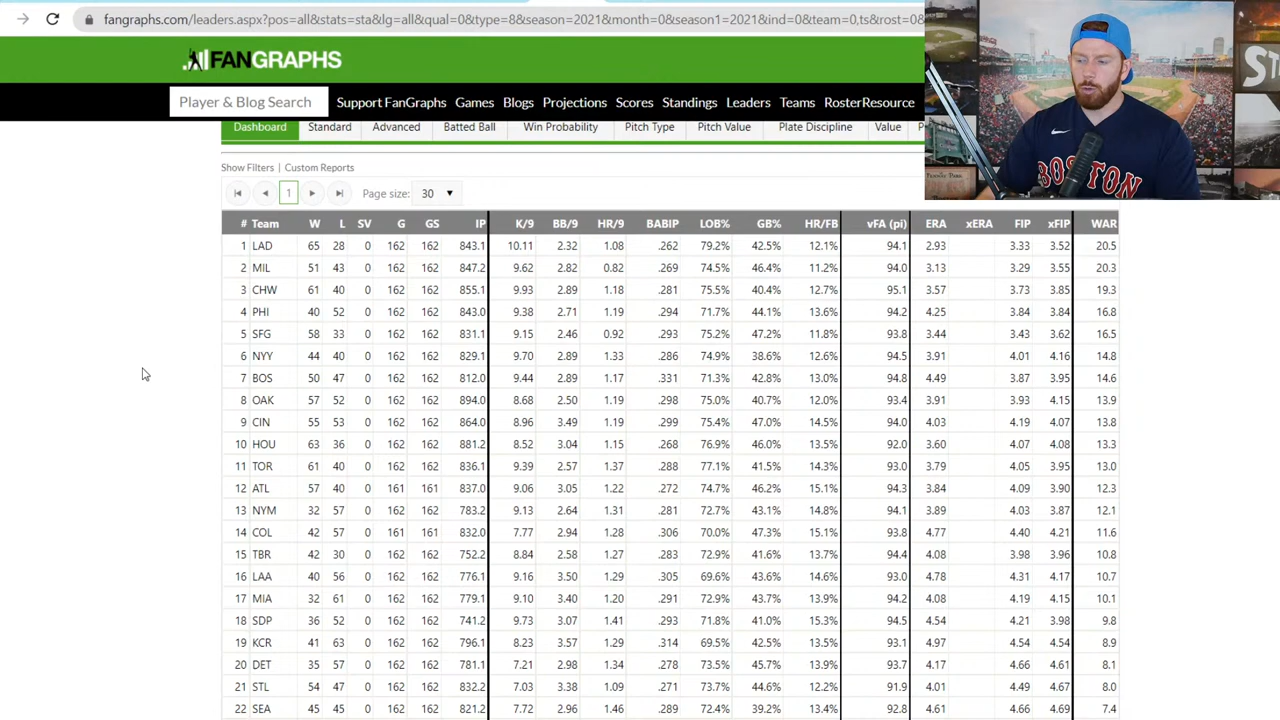 fangraphs.com/leaders.aspx?pos=all&stats=sta&lg=all&qual=0&type=8&season=2021&month=0&season1=2021&ind=0&team=0,ts&rost=0&
FANGRAPHS
Player & Blog Search Support FanGraphs Games Blogs Projections Scores Standings Leaders Teams RosterResource
Dashboard Standard Advanced Batted Ball Win Probability Pitch Type Pitch Value Plate Discipline Value
Show Filters | Custom Reports
1 Page size: 30
# Team W L SV G GS IP K/9 BB/9 HR/9 BABIP LOB% GB% HR/FB vFA (pi) ERA xERA FIP xFIP WAR
1 LAD 65 28 0 162 162 843.1 10.11 2.32 1.08 .262 79.2% 42.5% 12.1% 94.1 2.93 3.33 3.52 20.5
2 MIL 51 43 0 162 162 847.2 9.62 2.82 0.82 .269 74.5% 46.4% 11.2% 94.0 3.13 3.29 3.55 20.3
3 CHW 61 40 0 162 162 855.1 9.93 2.89 1.18 .281 75.5% 40.4% 12.7% 95.1 3.57 3.73 3.85 19.3
4 PHI 40 52 0 162 162 843.0 9.38 2.71 1.19 .294 71.7% 44.1% 13.6% 94.2 4.25 3.84 3.84 16.8
5 SFG 58 33 0 162 162 831.1 9.15 2.46 0.92 .293 75.2% 47.2% 11.8% 93.8 3.44 3.43 3.62 16.5
6 NYY 44 40 0 162 162 829.1 9.70 2.89 1.33 .286 74.9% 38.6% 12.6% 94.5 3.91 4.01 4.16 14.8
7 BOS 50 47 0 162 162 812.0 9.44 2.89 1.17 .331 71.3% 42.8% 13.0% 94.8 4.49 3.87 3.95 14.6
8 OAK 57 52 0 162 162 894.0 8.68 2.50 1.19 .298 75.0% 40.7% 12.0% 93.4 3.91 3.93 4.15 13.9
9 CIN 55 53 0 162 162 864.0 8.96 3.49 1.19 .299 75.4% 47.0% 14.5% 94.0 4.03 4.19 4.07 13.8
10 HOU 63 36 0 162 162 881.2 8.52 3.04 1.15 .268 76.9% 46.0% 13.5% 92.0 3.60 4.07 4.08 13.3
11 TOR 61 40 0 162 162 836.1 9.39 2.57 1.37 .288 77.1% 41.5% 14.3% 93.0 3.79 4.05 3.95 13.0
12 ATL 57 40 0 161 161 837.0 9.06 3.05 1.22 .272 74.7% 46.2% 15.1% 94.3 3.84 4.09 3.90 12.3
13 NYM 32 57 0 162 162 783.2 9.13 2.64 1.31 .281 72.7% 43.1% 14.8% 94.1 3.89 4.03 3.87 12.1
14 COL 42 57 0 161 161 832.0 7.77 2.94 1.28 .306 70.0% 47.3% 15.1% 93.8 4.77 4.40 4.21 11.6
15 TBR 42 30 0 162 162 752.2 8.84 2.58 1.27 .283 72.9% 41.6% 13.7% 94.4 4.08 3.98 3.96 10.8
16 LAA 40 56 0 162 162 776.1 9.16 3.50 1.29 .305 69.6% 43.6% 14.6% 93.0 4.78 4.31 4.17 10.7
17 MIA 32 61 0 162 162 779.1 9.10 3.40 1.20 .291 72.9% 43.7% 13.9% 94.2 4.08 4.19 4.15 10.1
18 SDP 36 52 0 162 162 741.2 9.73 3.07 1.41 .293 71.8% 41.0% 15.3% 94.5 4.54 4.21 3.98 9.8
19 KCR 41 63 0 162 162 796.1 8.23 3.57 1.29 .314 69.5% 42.5% 13.5% 93.1 4.97 4.54 4.54 8.9
20 DET 35 57 0 162 162 781.1 7.21 2.98 1.34 .278 73.5% 45.7% 13.9% 93.7 4.17 4.66 4.61 8.1
21 STL 54 47 0 162 162 832.2 7.03 3.38 1.09 .271 73.7% 44.6% 12.2% 91.9 4.01 4.49 4.67 8.0
22 SEA 45 45 0 162 162 821.2 7.72 2.96 1.46 .289 72.4% 39.2% 13.4% 92.8 4.61 4.66 4.69 7.4
BOSTON